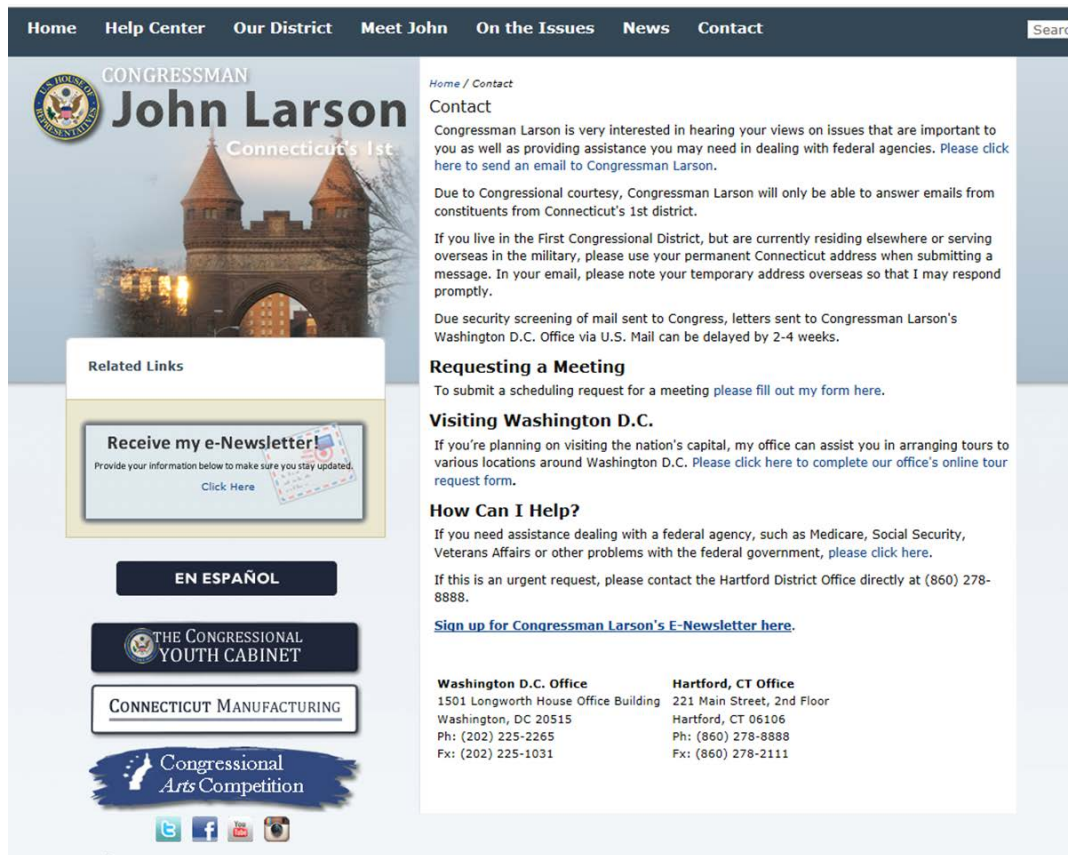 Home Help Center Our District Meet John On the Issues News Contact
Searc
CONGRESSMAN
John Larson
Connecticut's 1st
Related Links
Receive my e-Newsletter!
Provide your information below to make sure you stay updated.
Click Here
EN ESPAÑOL
THE CONGRESSIONAL
YOUTH CABINET
CONNECTICUT MANUFACTURING
Congressional
Arts Competition
Home / Contact
Contact
Congressman Larson is very interested in hearing your views on issues that are important to
you as well as providing assistance you may need in dealing with federal agencies. Please click
here to send an email to Congressman Larson.
Due to Congressional courtesy, Congressman Larson will only be able to answer emails from
constituents from Connecticut's 1st district.
If you live in the First Congressional District, but are currently residing elsewhere or serving
overseas in the military, please use your permanent Connecticut address when submitting a
message. In your email, please note your temporary address overseas so that I may respond
promptly.
Due security screening of mail sent to Congress, letters sent to Congressman Larson's
Washington D.C. Office via U.S. Mail can be delayed by 2-4 weeks.
Requesting a Meeting
To submit a scheduling request for a meeting please fill out my form here.
Visiting Washington D.C.
If you're planning on visiting the nation's capital, my office can assist you in arranging tours to
various locations around Washington D.C. Please click here to complete our office's online tour
request form.
How Can I Help?
If you need assistance dealing with a federal agency, such as Medicare, Social Security,
Veterans Affairs or other problems with the federal government, please click here.
If this is an urgent request, please contact the Hartford District Office directly at (860) 278-
8888.
Sign up for Congressman Larson's E-Newsletter here.
Washington D.C. Office
1501 Longworth House Office Building
Washington, DC 20515
Ph: (202) 225-2265
Fx: (202) 225-1031
Hartford, CT Office
221 Main Street, 2nd Floor
Hartford, CT 06106
Ph: (860) 278-8888
Fx: (860) 278-2111